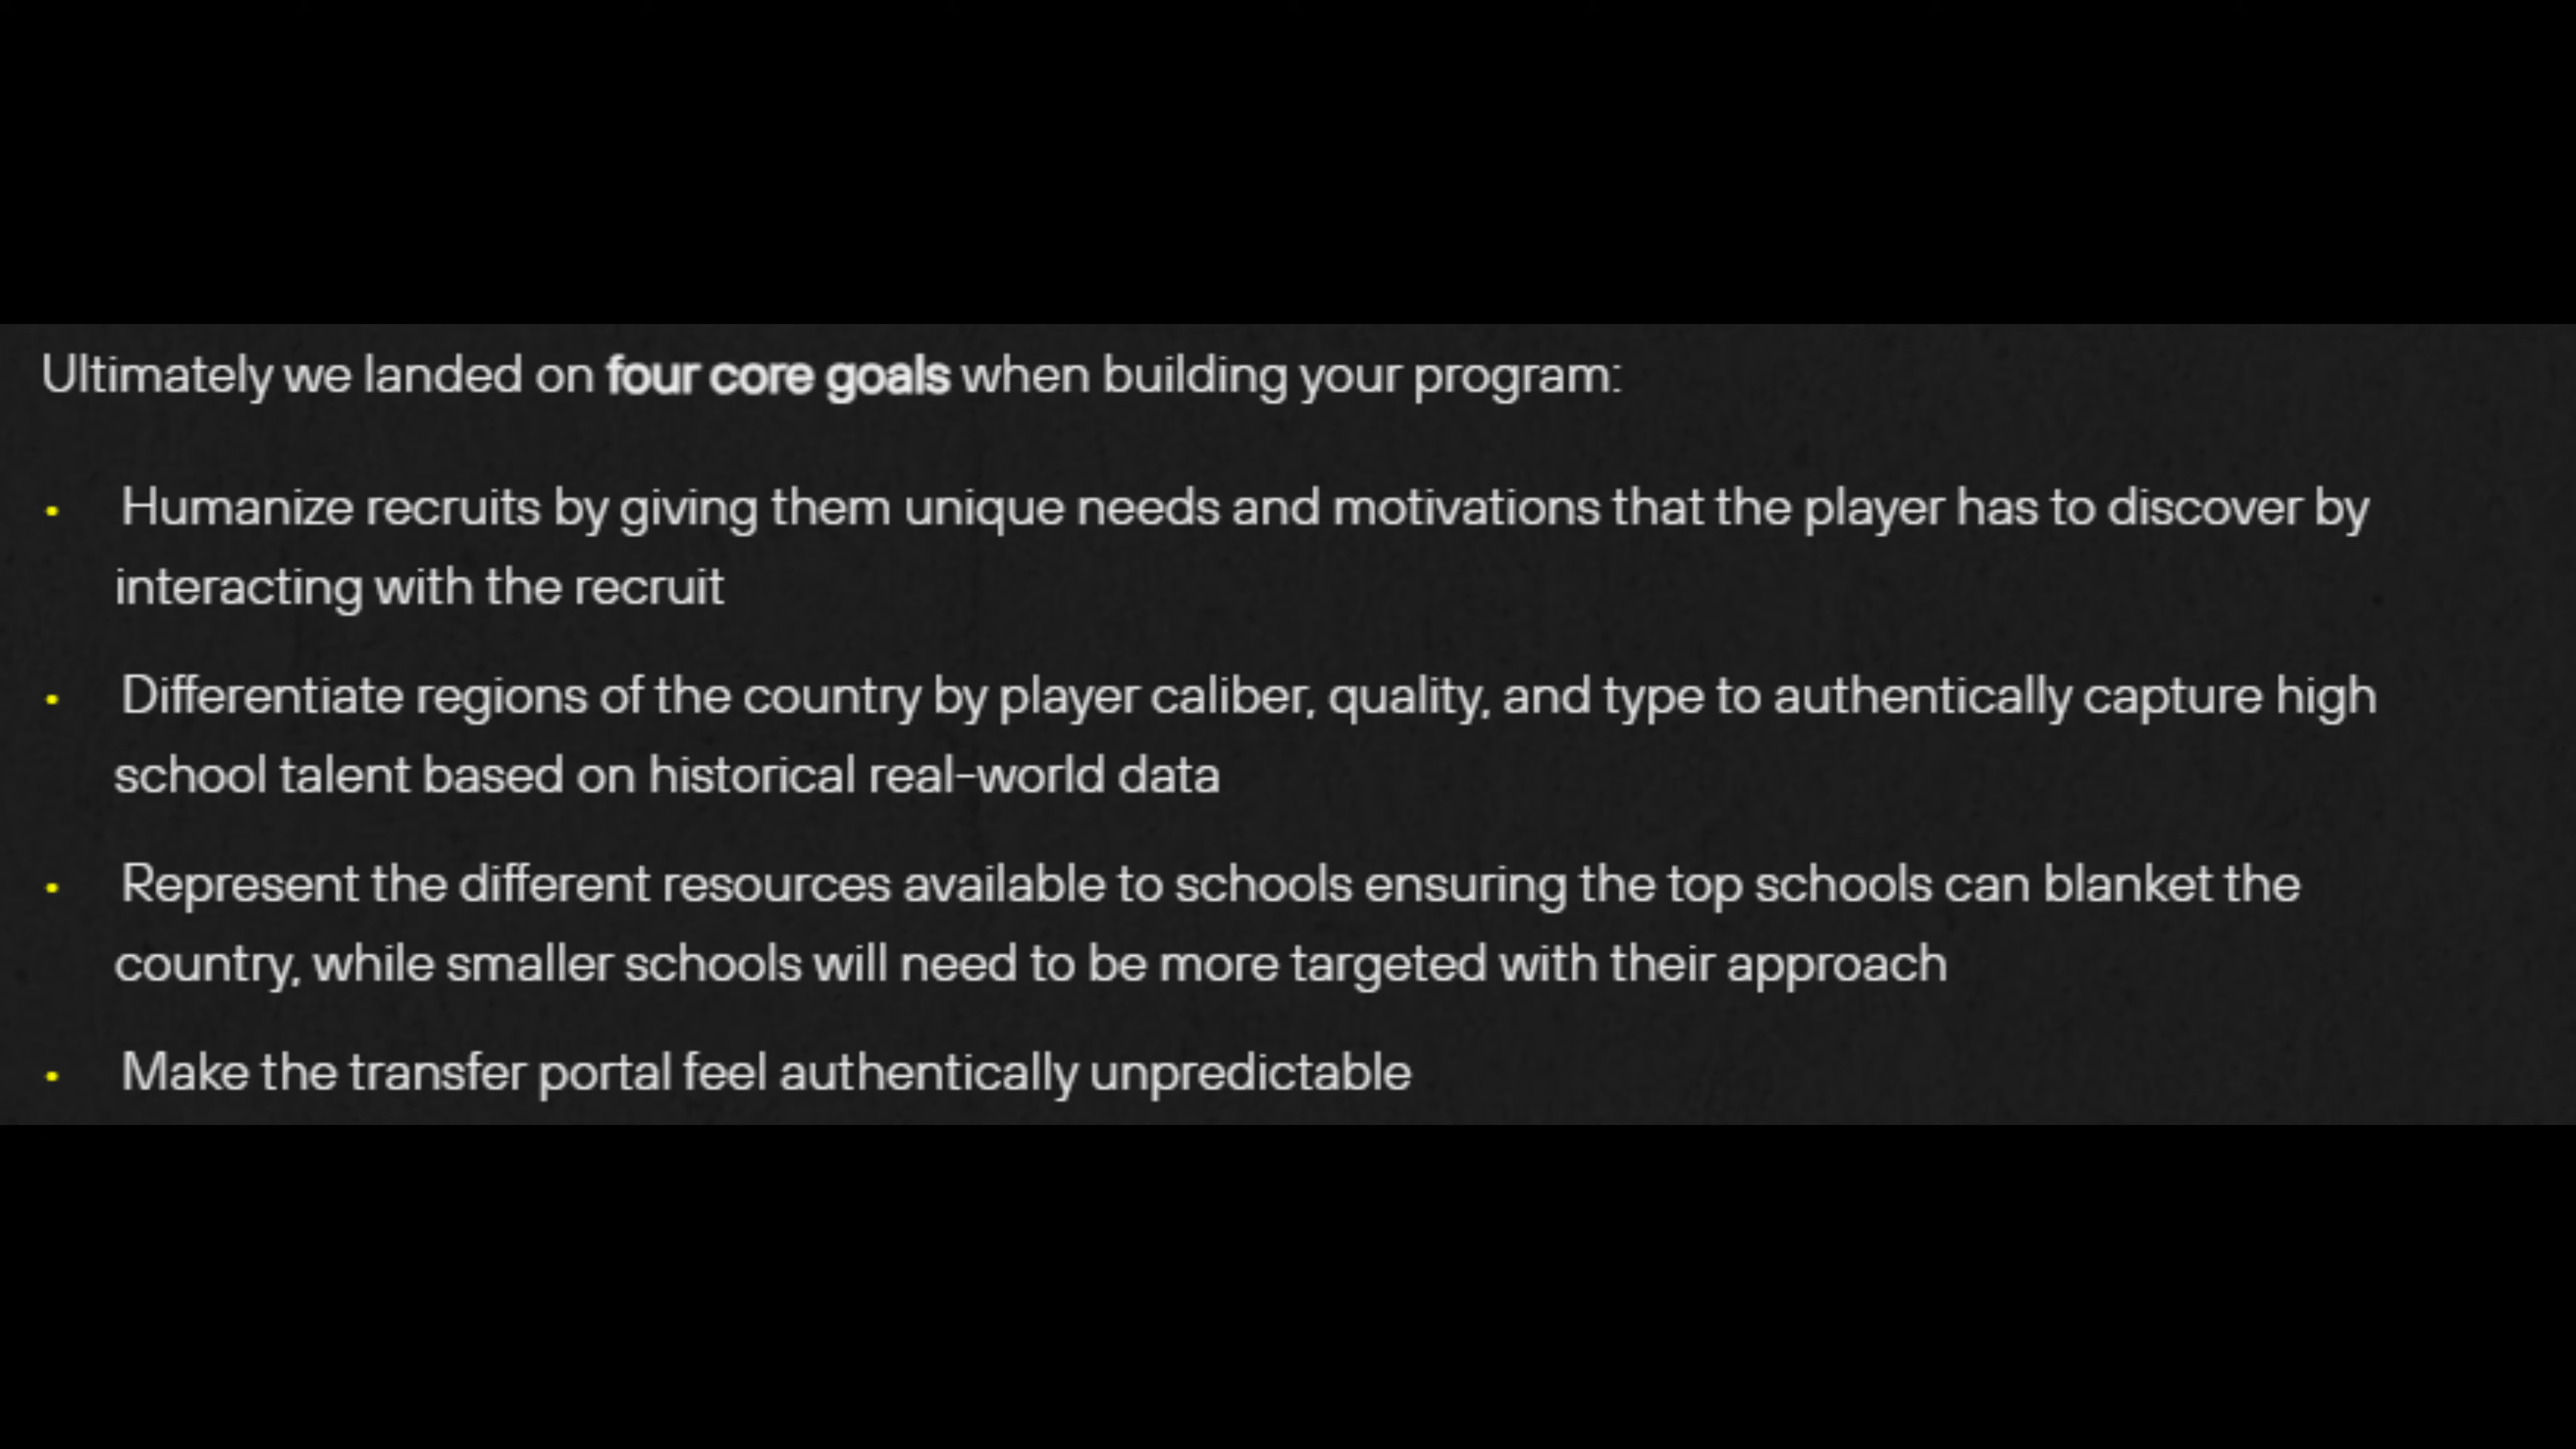 Ultimately we landed on four core goals when building your program:
• Humanize recruits by giving them unique needs and motivations that the player has to discover by
interacting with the recruit
• Differentiate regions of the country by player caliber, quality, and type to authentically capture high
school talent based on historical real-world data
• Represent the different resources available to schools ensuring the top schools can blanket the
country, while smaller schools will need to be more targeted with their approach
• Make the transfer portal feel authentically unpredictable